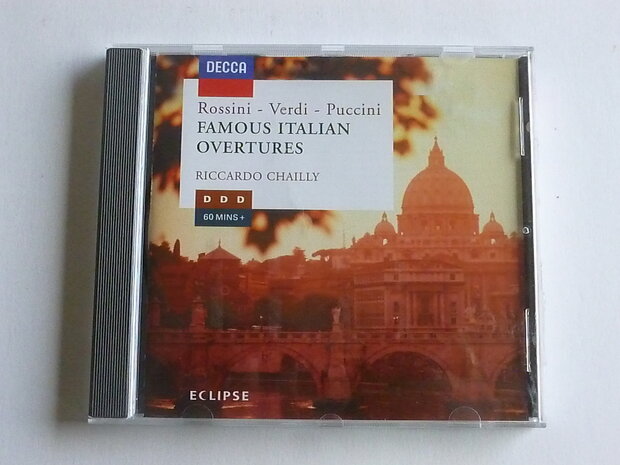 DECCA
Rossini - Verdi - Puccini
FAMOUS ITALIAN
OVERTURES
RICCARDO CHAILLY
D D D
60 MINS +
ECLIPSE